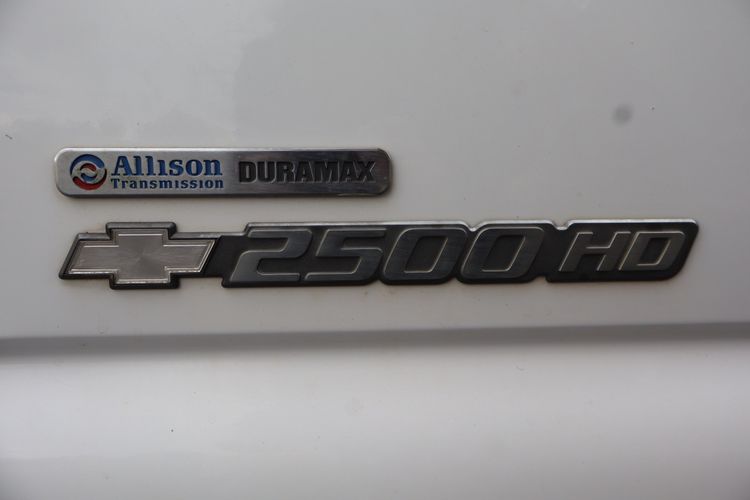 Allison DURAMAX
Transmission
2500 HD